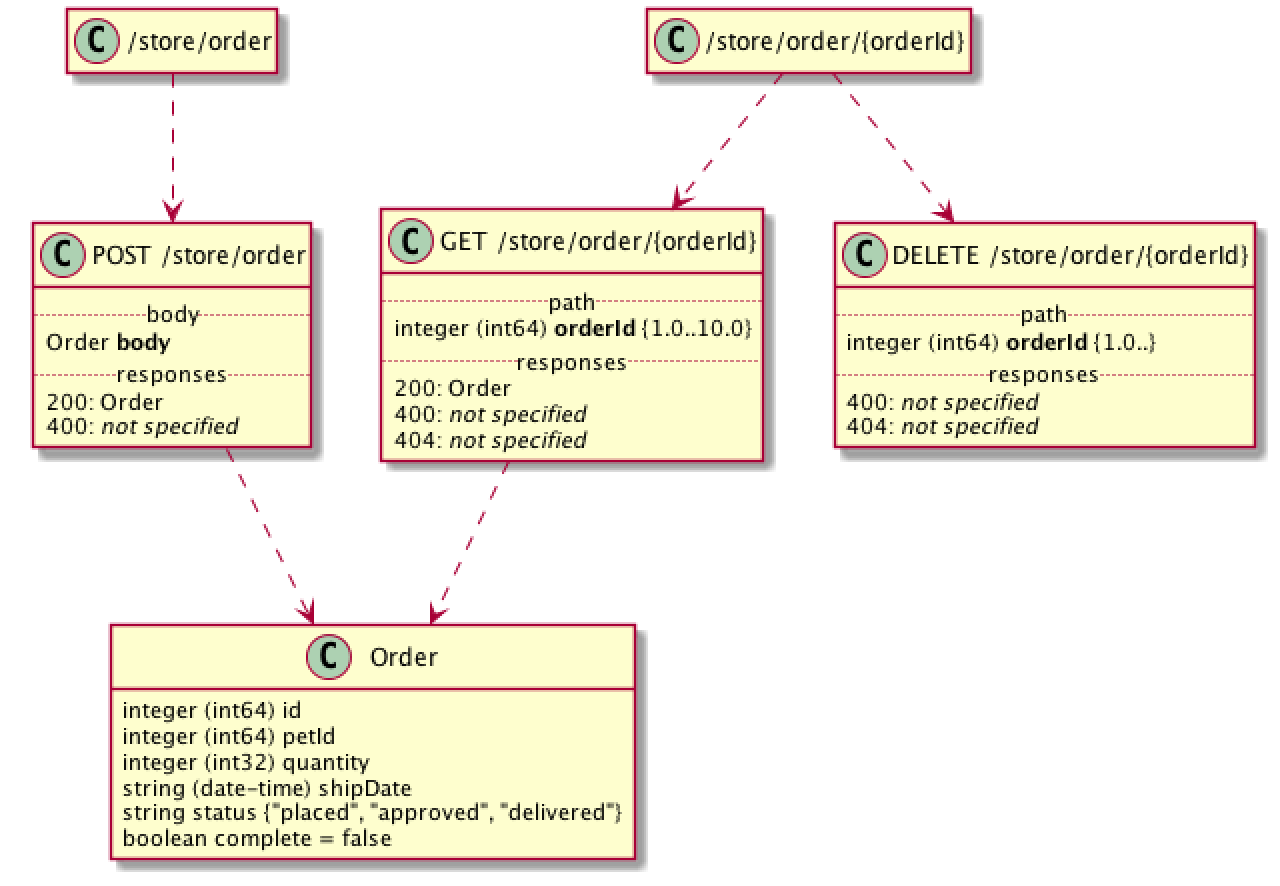 C /store/order
C /store/order/{orderId}
C POST /store/order
body
Order body
responses
200: Order
400: not specified
C GET /store/order/{orderId}
path
integer (int64) orderId {1.0..10.0}
responses
200: Order
400: not specified
404: not specified
C DELETE /store/order/{orderId}
path
integer (int64) orderId {1.0..}
responses
400: not specified
404: not specified
C Order
integer (int64) id
integer (int64) petId
integer (int32) quantity
string (date-time) shipDate
string status {"placed", "approved", "delivered"}
boolean complete = false